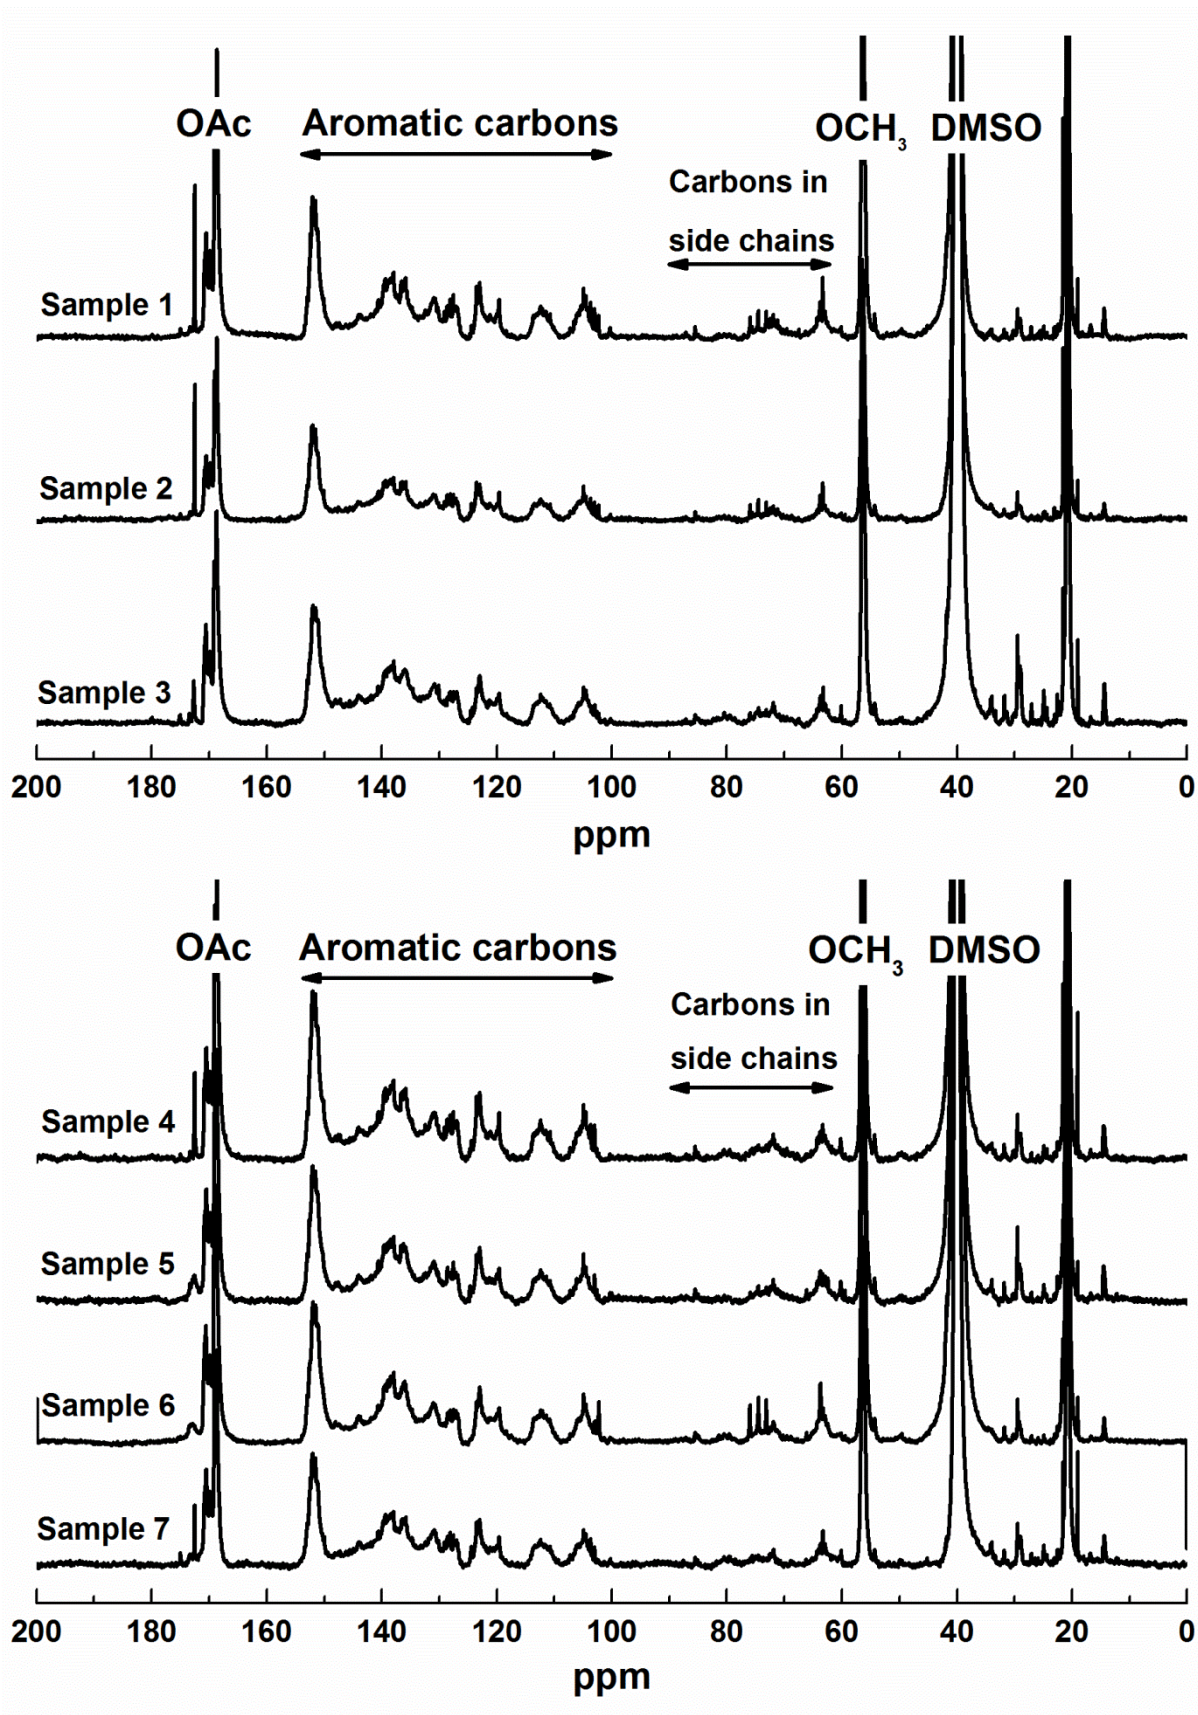 OAc Aromatic carbons OCH3 DMSO
Carbons in
side chains
Sample 1
Sample 2
Sample 3
200 180 160 140 120 100 80 60 40 20 0
ppm
OAc Aromatic carbons OCH3 DMSO
Carbons in
side chains
Sample 4
Sample 5
Sample 6
Sample 7
200 180 160 140 120 100 80 60 40 20 0
ppm